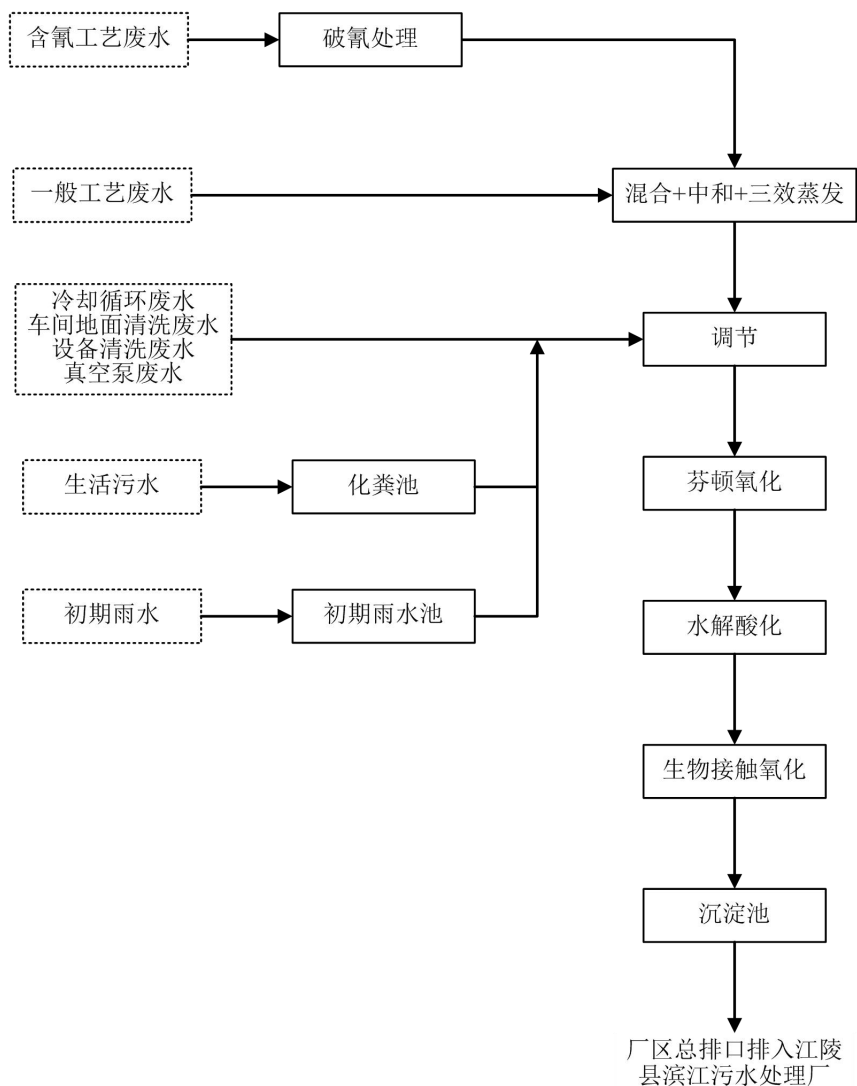 含氰工艺废水
破氰处理
一般工艺废水
混合+中和+三效蒸发
冷却循环废水
车间地面清洗废水
设备清洗废水
真空泵废水
调节
生活污水
化粪池
芬顿氧化
初期雨水
初期雨水池
水解酸化
生物接触氧化
沉淀池
厂区总排口排入江陵
县滨江污水处理厂